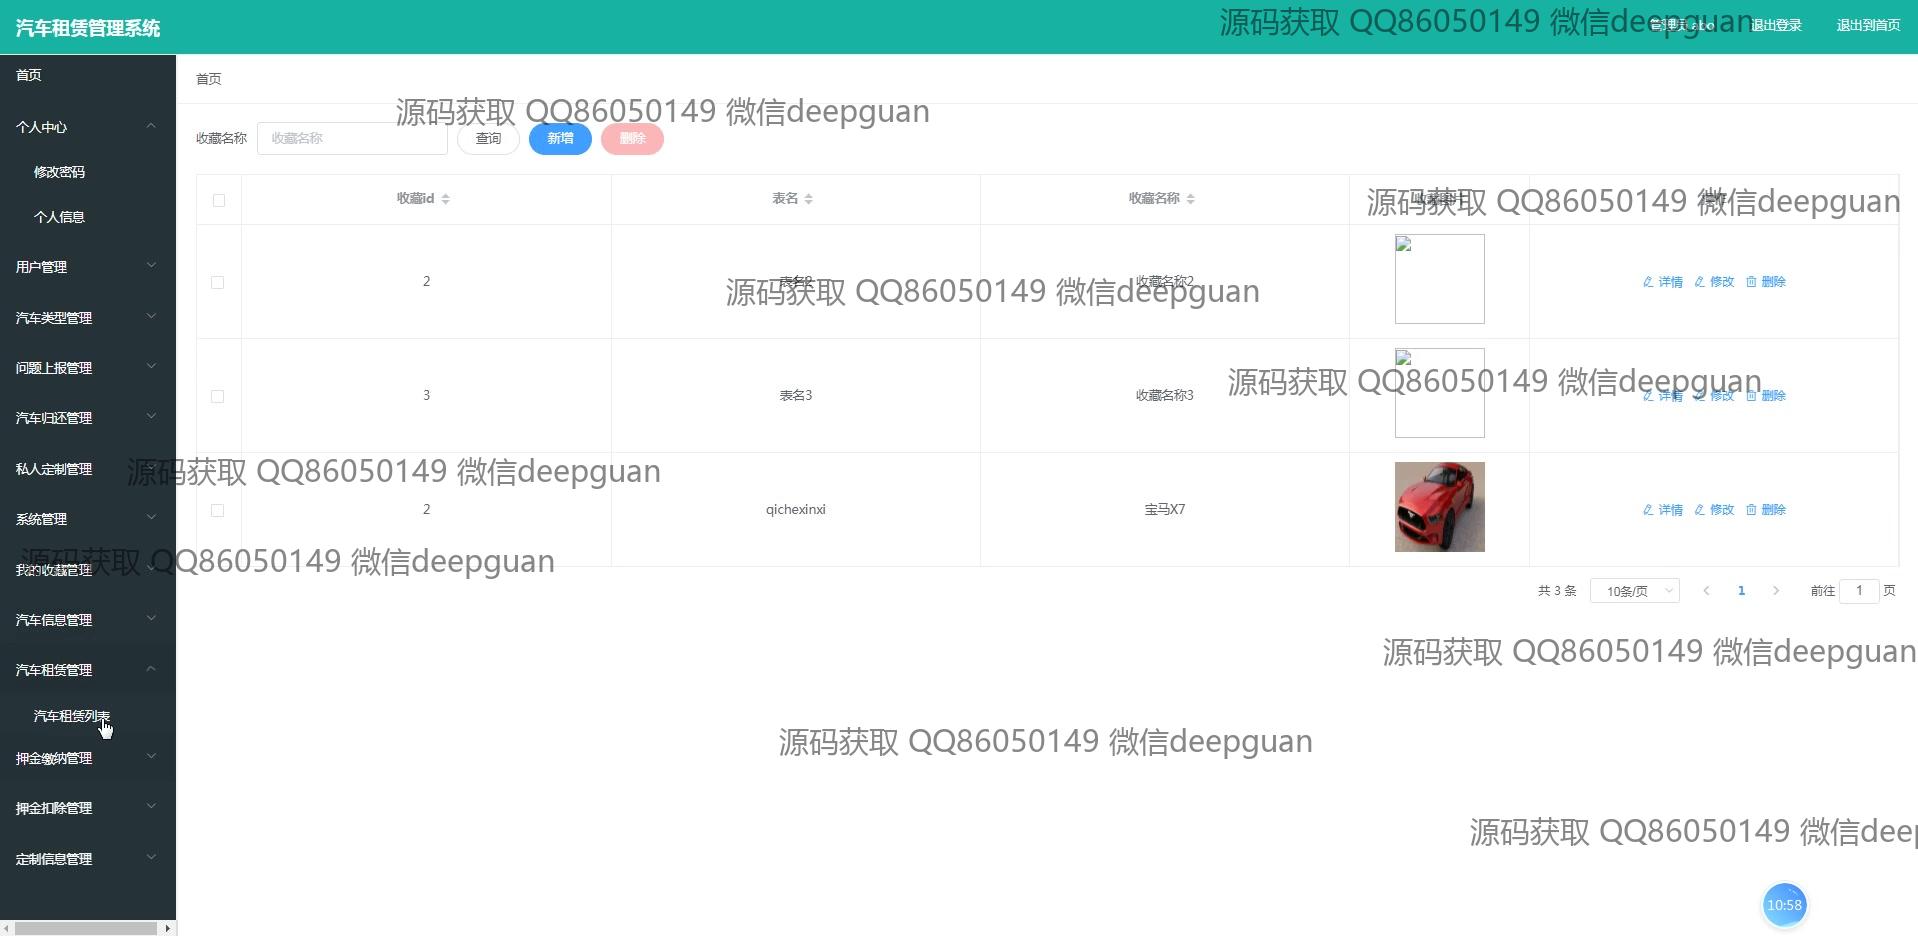 汽车租赁管理系统
源码获取 QQ86050149 微信deepguan
管理员 abo
退出登录
退出到首页
首页
个人中心
修改密码
个人信息
用户管理
汽车类型管理
问题上报管理
汽车归还管理
私人定制管理
系统管理
我的收藏管理
汽车信息管理
汽车租赁管理
汽车租赁列表
押金缴纳管理
押金扣除管理
定制信息管理
首页
源码获取 QQ86050149 微信deepguan
收藏名称 收藏名称 查询 新增 删除
收藏id 表名 收藏名称 收藏图片 操作
源码获取 QQ86050149 微信deepguan
2 表名2 收藏名称2 详情 修改 删除
源码获取 QQ86050149 微信deepguan
3 表名3 收藏名称3 详情 修改 删除
源码获取 QQ86050149 微信deepguan
源码获取 QQ86050149 微信deepguan
2 qichexinxi 宝马X7 详情 修改 删除
源码获取 QQ86050149 微信deepguan
共 3 条 10条/页 1 前往 1 页
源码获取 QQ86050149 微信deepguan
源码获取 QQ86050149 微信deepguan
源码获取 QQ86050149 微信deep
10:58